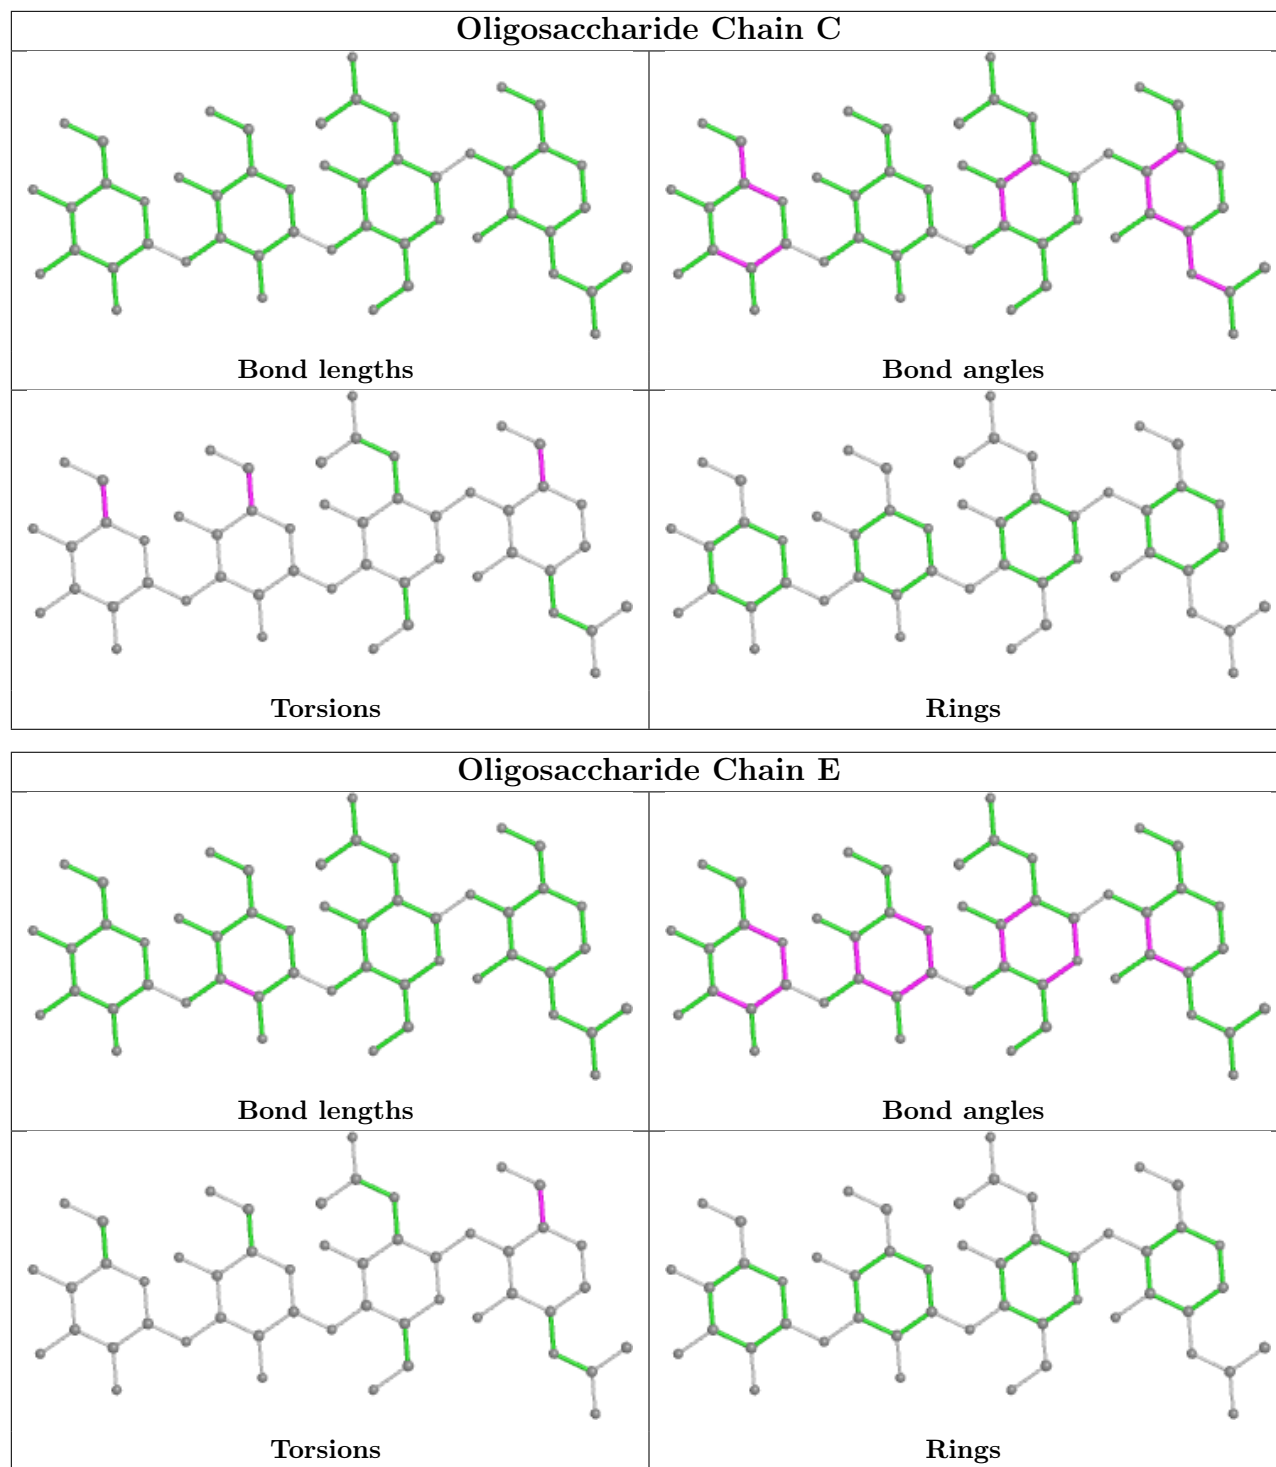 Oligosaccharide Chain C
Bond lengths
Bond angles
Torsions
Rings
Oligosaccharide Chain E
Bond lengths
Bond angles
Torsions
Rings